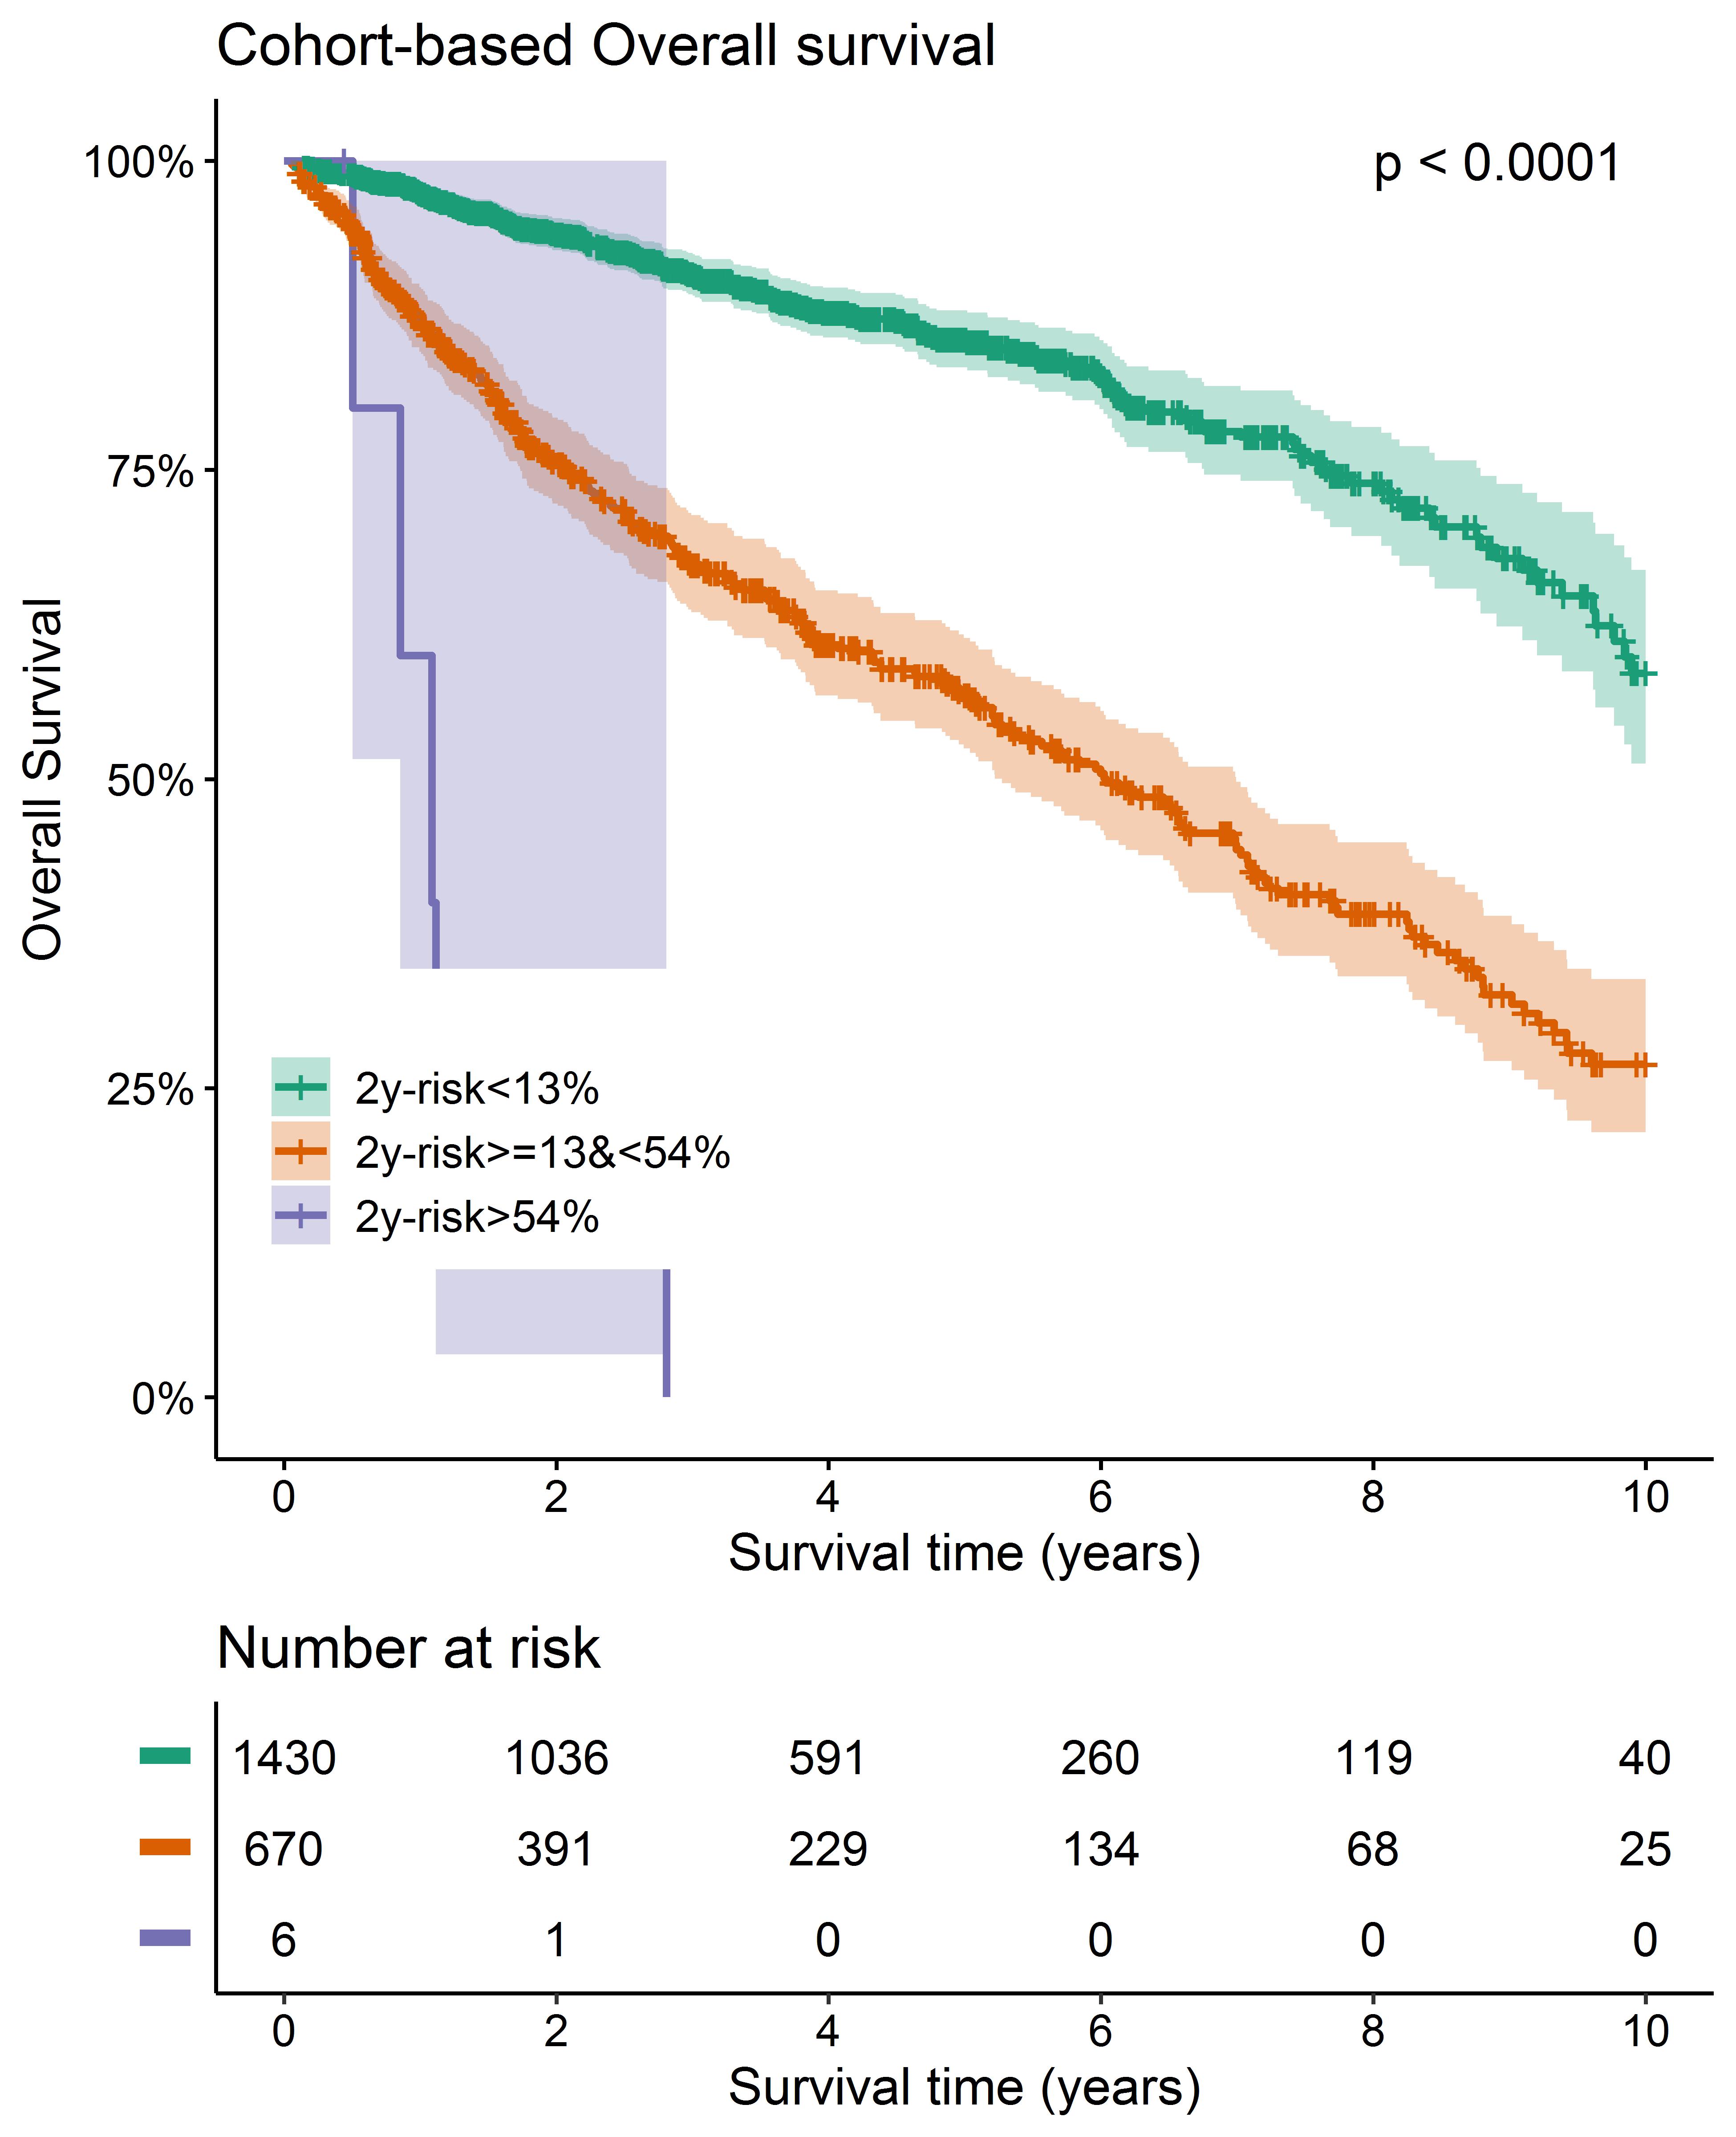 Cohort-based Overall survival
p < 0.0001
100%
75%
50%
25%
0%
Overall Survival
2y-risk<13%
2y-risk>=13&<54%
2y-risk>54%
0 2 4 6 8 10
Survival time (years)
Number at risk
1430 1036 591 260 119 40
670 391 229 134 68 25
6 1 0 0 0 0
0 2 4 6 8 10
Survival time (years)